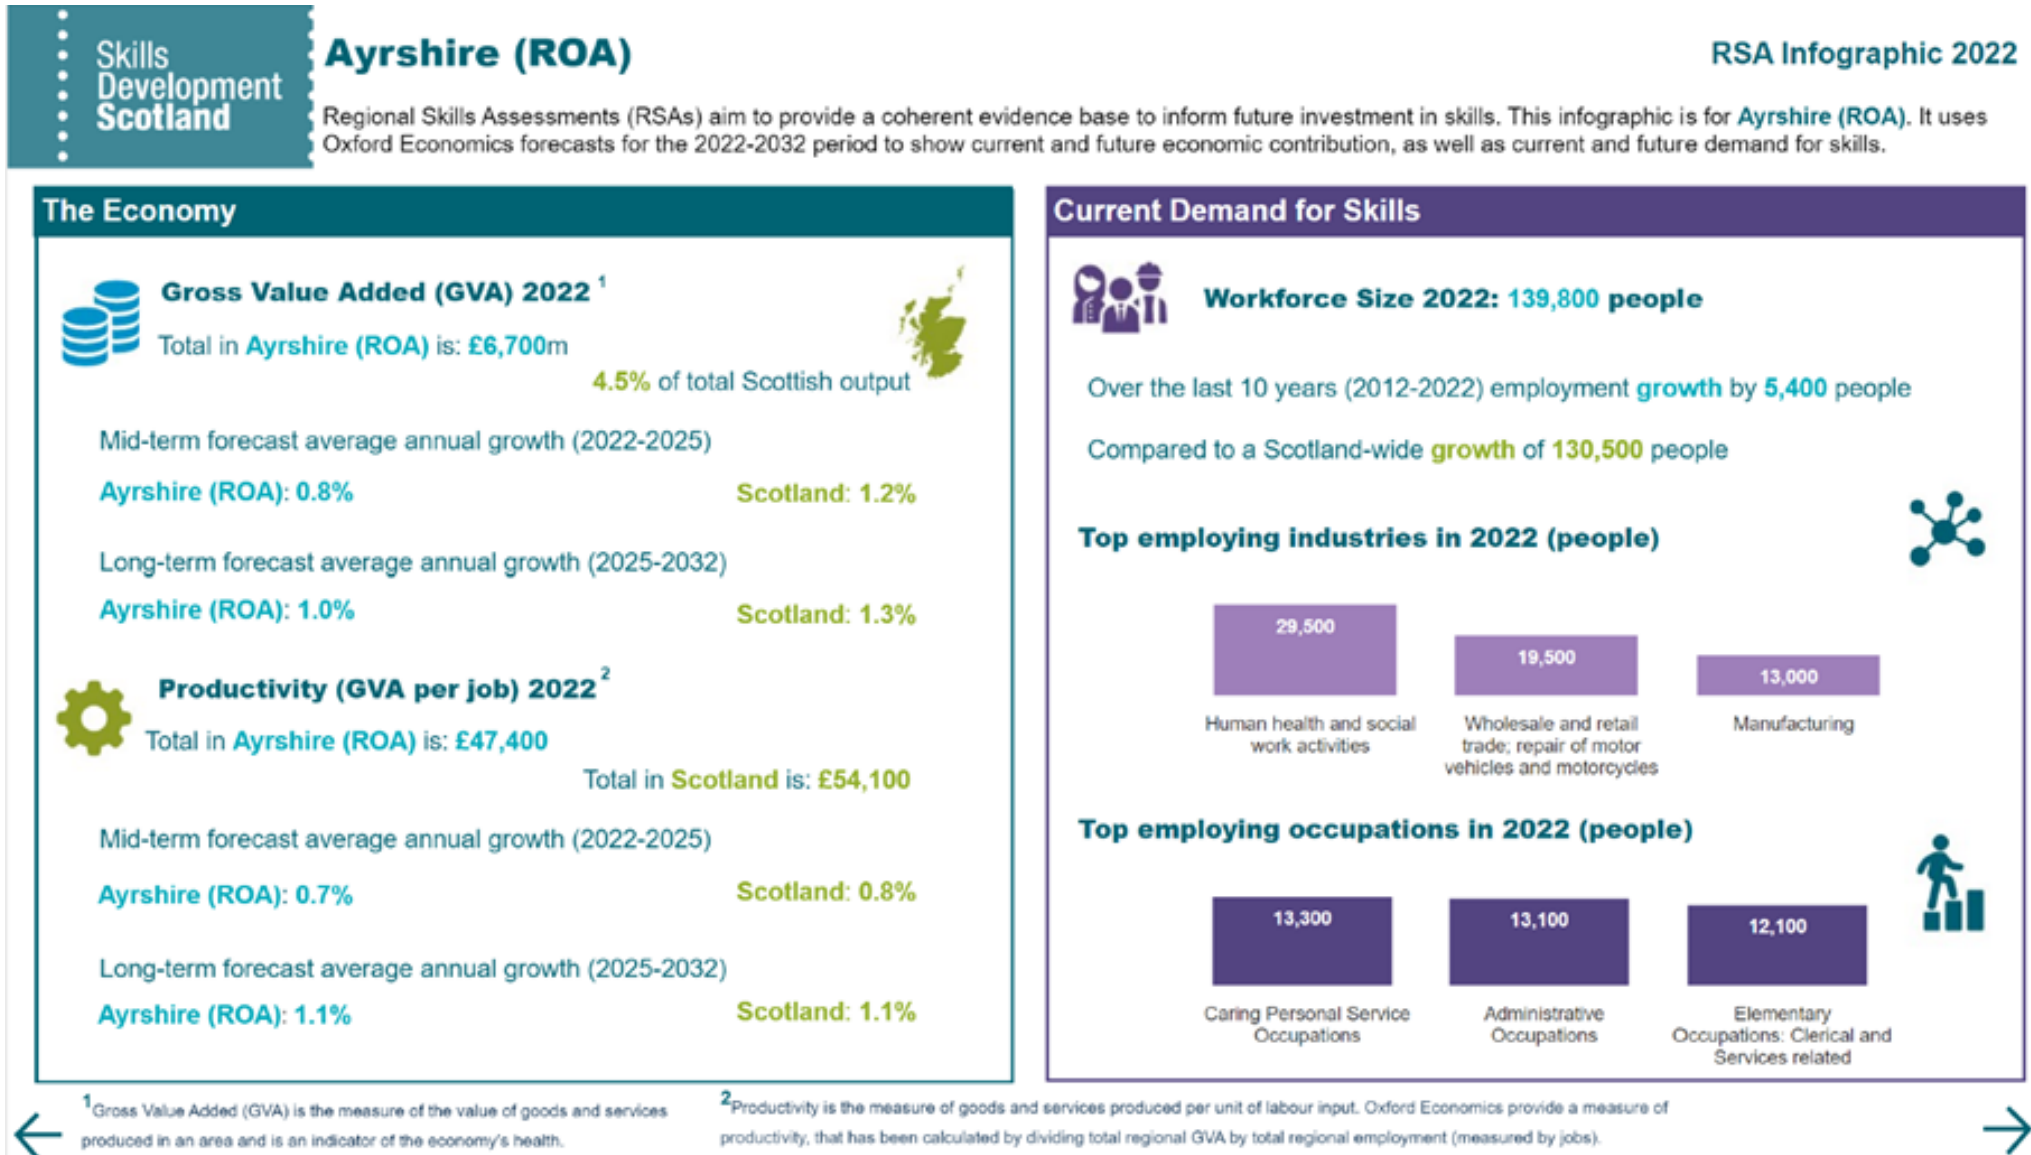 Skills
Development
Scotland
Ayrshire (ROA)
RSA Infographic 2022
Regional Skills Assessments (RSAs) aim to provide a coherent evidence base to inform future investment in skills. This infographic is for Ayrshire (ROA). It uses
Oxford Economics forecasts for the 2022-2032 period to show current and future economic contribution, as well as current and future demand for skills.
The Economy
Gross Value Added (GVA) 2022 1
Total in Ayrshire (ROA) is: £6,700m
4.5% of total Scottish output
Mid-term forecast average annual growth (2022-2025)
Ayrshire (ROA): 0.8%
Scotland: 1.2%
Long-term forecast average annual growth (2025-2032)
Ayrshire (ROA): 1.0%
Scotland: 1.3%
Productivity (GVA per job) 2022 2
Total in Ayrshire (ROA) is: £47,400
Total in Scotland is: £54,100
Mid-term forecast average annual growth (2022-2025)
Ayrshire (ROA): 0.7%
Scotland: 0.8%
Long-term forecast average annual growth (2025-2032)
Ayrshire (ROA): 1.1%
Scotland: 1.1%
Current Demand for Skills
Workforce Size 2022: 139,800 people
Over the last 10 years (2012-2022) employment growth by 5,400 people
Compared to a Scotland-wide growth of 130,500 people
Top employing industries in 2022 (people)
29,500
19,500
13,000
Human health and social
work activities
Wholesale and retail
trade; repair of motor
vehicles and motorcycles
Manufacturing
Top employing occupations in 2022 (people)
13,300
13,100
12,100
Caring Personal Service
Occupations
Administrative
Occupations
Elementary
Occupations: Clerical and
Services related
1 Gross Value Added (GVA) is the measure of the value of goods and services
produced in an area and is an indicator of the economy's health.
2 Productivity is the measure of goods and services produced per unit of labour input. Oxford Economics provide a measure of
productivity, that has been calculated by dividing total regional GVA by total regional employment (measured by jobs).